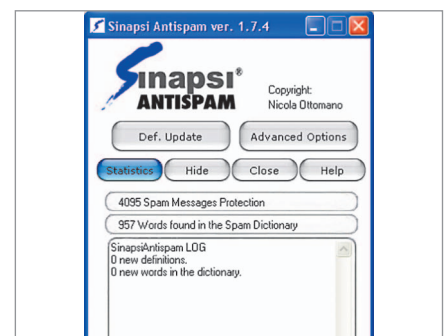 Sinapsi Antispam ver. 1.7.4
Sinapsi®
ANTISPAM
Copyright:
Nicola Ottomano
Def. Update
Advanced Options
Statistics
Hide
Close
Help
4095 Spam Messages Protection
957 Words found in the Spam Dictionary
SinapsiAntispam LOG
0 new definitions.
0 new words in the dictionary.